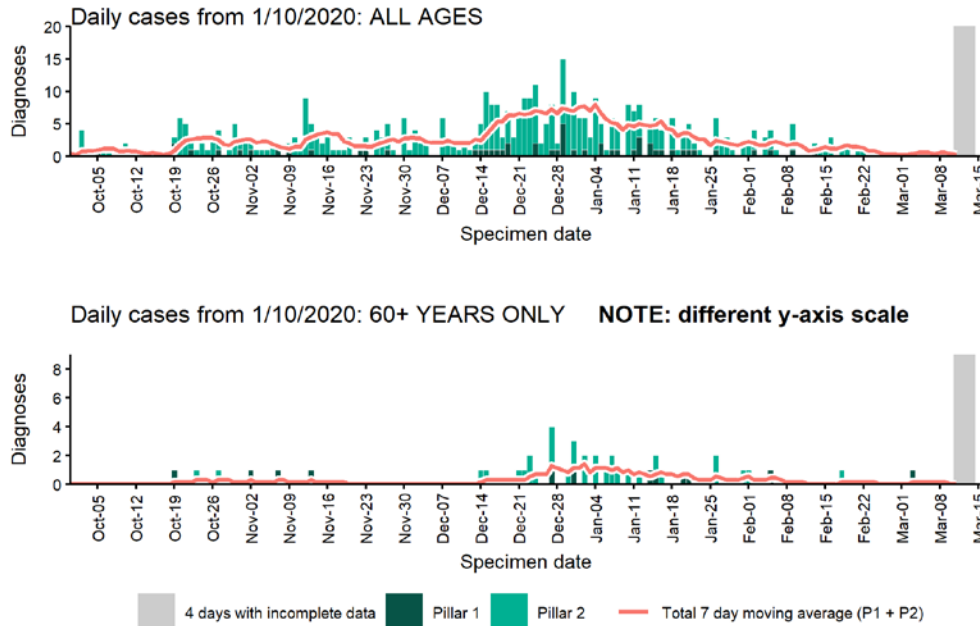 Daily cases from 1/10/2020: ALL AGES
20
15
10
5
0
Diagnoses
Oct-05
Oct-12
Oct-19
Oct-26
Nov-02
Nov-09
Nov-16
Nov-23
Nov-30
Dec-07
Dec-14
Dec-21
Dec-28
Jan-04
Jan-11
Jan-18
Jan-25
Feb-01
Feb-08
Feb-15
Feb-22
Mar-01
Mar-08
Mar-15
Specimen date
Daily cases from 1/10/2020: 60+ YEARS ONLY NOTE: different y-axis scale
8
6
4
2
0
Diagnoses
Oct-05
Oct-12
Oct-19
Oct-26
Nov-02
Nov-09
Nov-16
Nov-23
Nov-30
Dec-07
Dec-14
Dec-21
Dec-28
Jan-04
Jan-11
Jan-18
Jan-25
Feb-01
Feb-08
Feb-15
Feb-22
Mar-01
Mar-08
Mar-15
Specimen date
4 days with incomplete data Pillar 1 Pillar 2 Total 7 day moving average (P1 + P2)